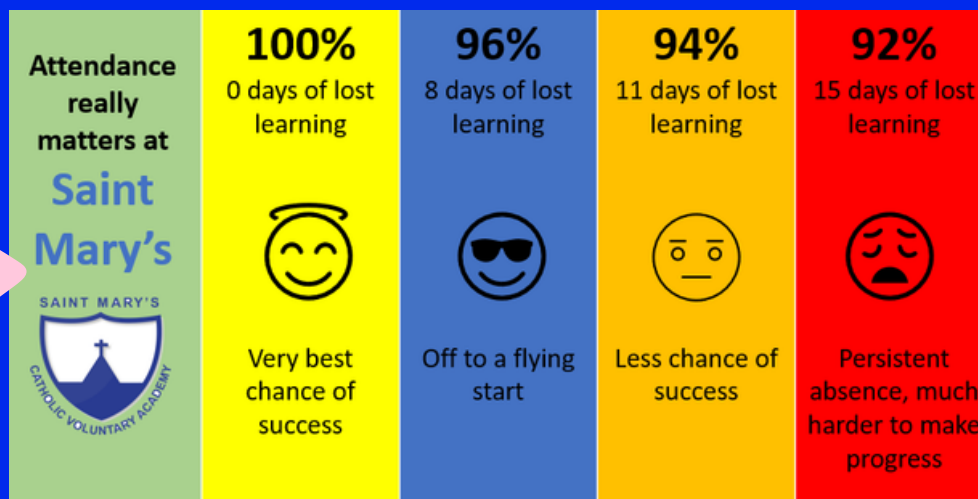 Attendance
really
matters at
Saint
Mary's
SAINT MARY'S
CATHOLIC VOLUNTARY ACADEMY
100%
0 days of lost
learning
Very best
chance of
success
96%
8 days of lost
learning
Off to a flying
start
94%
11 days of lost
learning
Less chance of
success
92%
15 days of lost
learning
Persistent
absence, much
harder to make
progress